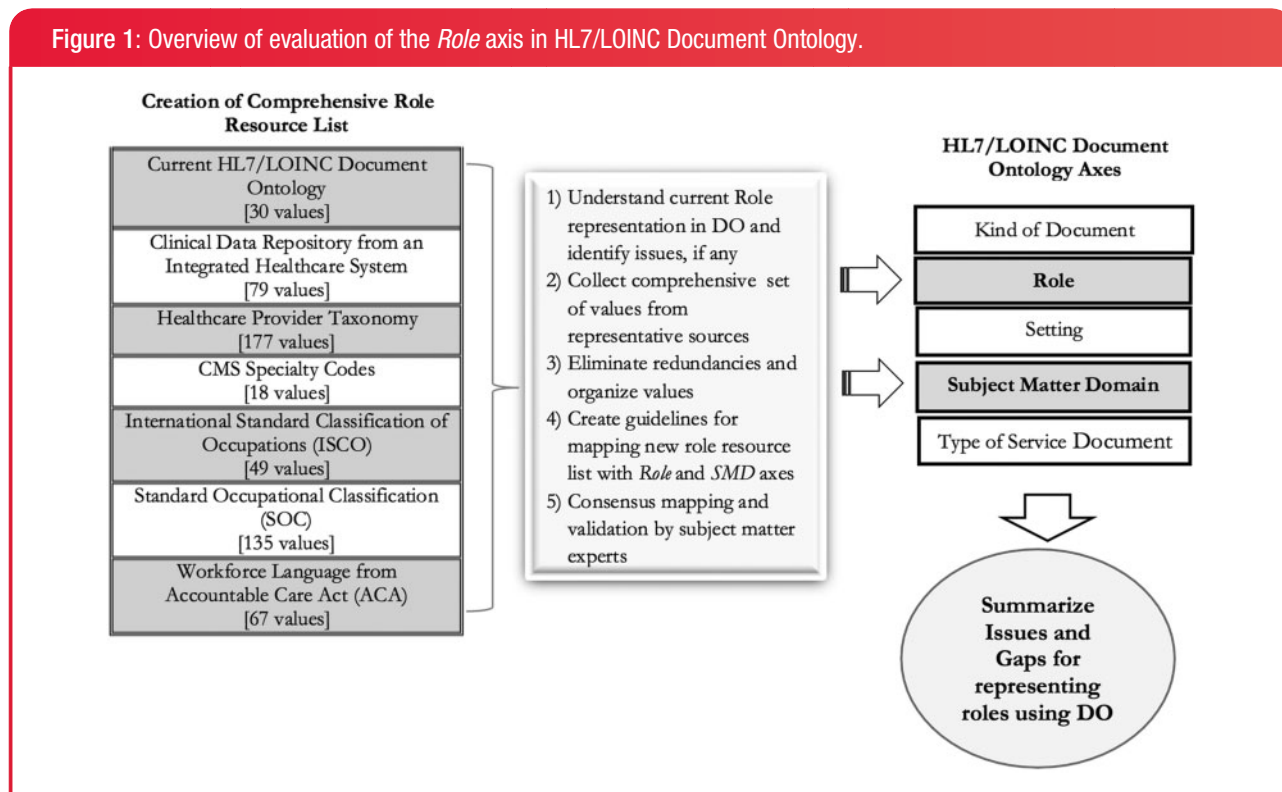 Figure 1: Overview of evaluation of the Role axis in HL7/LOINC Document Ontology.
Creation of Comprehensive Role
Resource List
Current HL7/LOINC Document
Ontology
[30 values]
Clinical Data Repository from an
Integrated Healthcare System
[79 values]
Healthcare Provider Taxonomy
[177 values]
CMS Specialty Codes
[18 values]
International Standard Classification of
Occupations (ISCO)
[49 values]
Standard Occupational Classification
(SOC)
[135 values]
Workforce Language from
Accountable Care Act (ACA)
[67 values]
1) Understand current Role
representation in DO and
identify issues, if any
2) Collect comprehensive set
of values from
representative sources
3) Eliminate redundancies and
organize values
4) Create guidelines for
mapping new role resource
list with Role and SMD axes
5) Consensus mapping and
validation by subject matter
experts
HL7/LOINC Document
Ontology Axes
Kind of Document
Role
Setting
Subject Matter Domain
Type of Service Document
Summarize
Issues and
Gaps for
representing
roles using DO